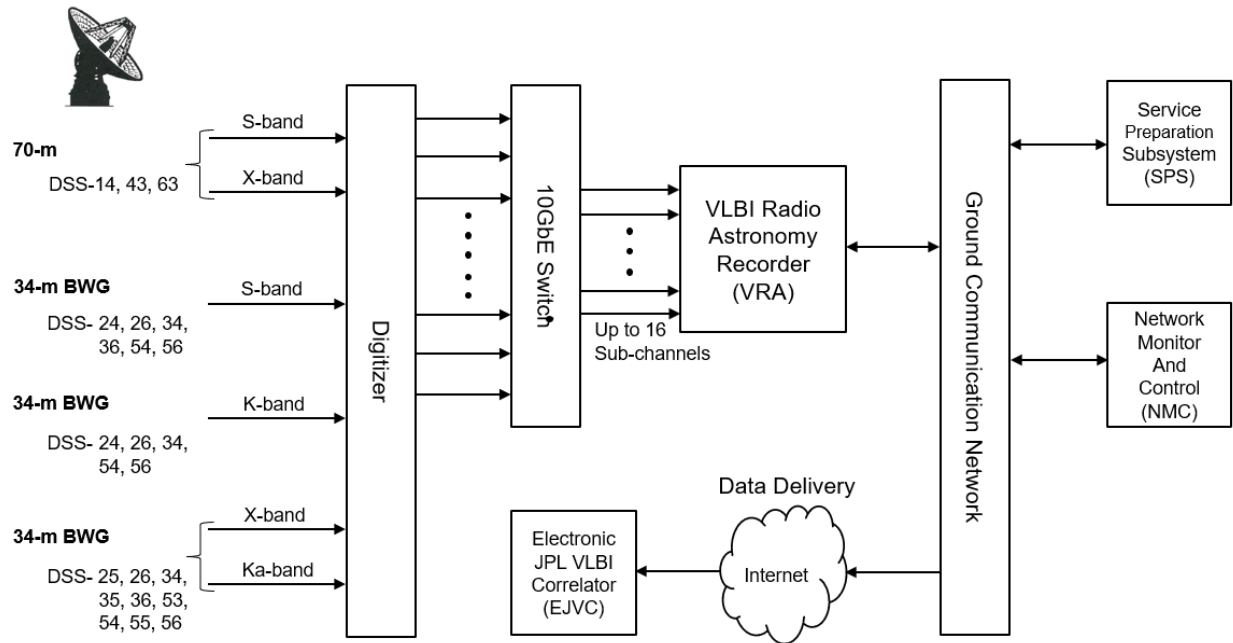 70-m
DSS-14, 43, 63
S-band
X-band
34-m BWG
DSS- 24, 26, 34,
36, 54, 56
S-band
34-m BWG
DSS- 24, 26, 34,
54, 56
K-band
34-m BWG
DSS- 25, 26, 34,
35, 36, 53,
54, 55, 56
X-band
Ka-band
Digitizer
10GbE Switch
Up to 16
Sub-channels
VLBI Radio
Astronomy
Recorder
(VRA)
Ground Communication Network
Service
Preparation
Subsystem
(SPS)
Network
Monitor
And
Control
(NMC)
Data Delivery
Internet
Electronic
JPL VLBI
Correlator
(EJVC)